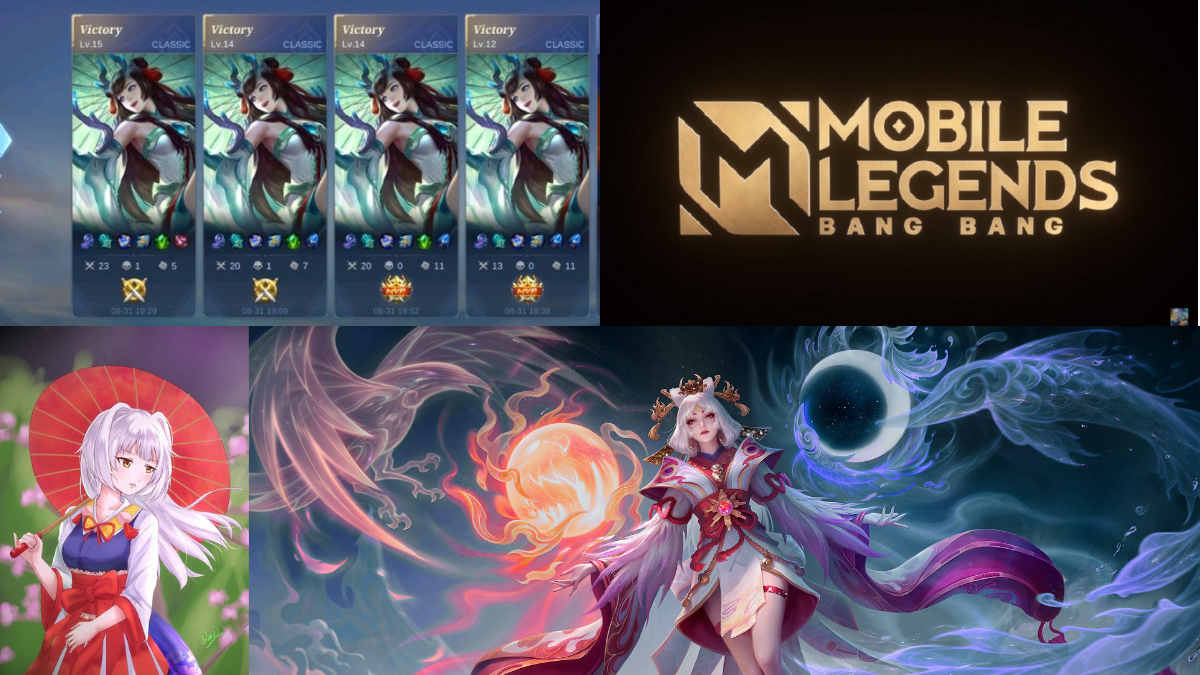 Victory
Lv.15 CLASSIC
23 1 5
08-31 19:29
Victory
Lv.14 CLASSIC
20 1 7
08-31 19:09
Victory
Lv.14 CLASSIC
20 0 11
MVP
08-31 18:52
Victory
Lv.12 CLASSIC
13 0 11
MVP
08-31 18:38
MOBILE
LEGENDS
BANG BANG